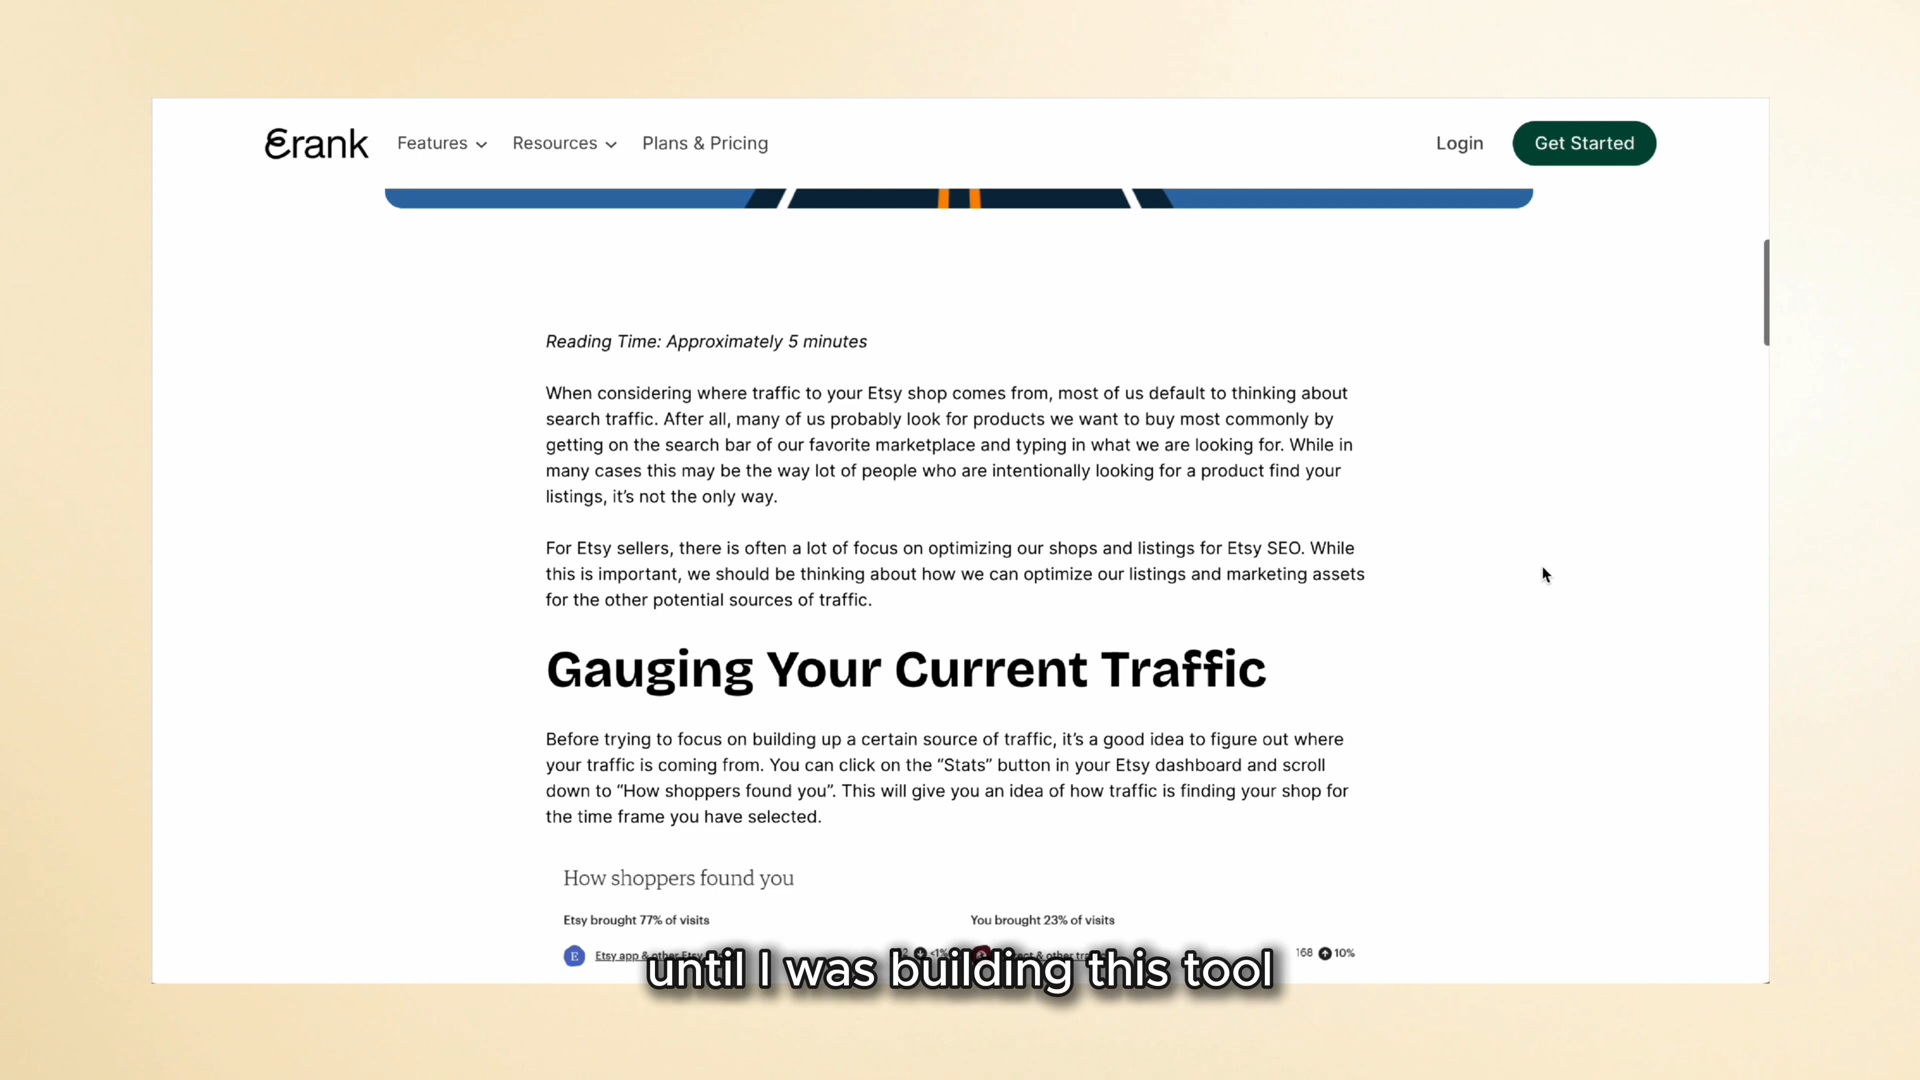 Erank
Features
Resources
Plans & Pricing
Login
Get Started
Reading Time: Approximately 5 minutes
When considering where traffic to your Etsy shop comes from, most of us default to thinking about
search traffic. After all, many of us probably look for products we want to buy most commonly by
getting on the search bar of our favorite marketplace and typing in what we are looking for. While in
many cases this may be the way lot of people who are intentionally looking for a product find your
listings, it’s not the only way.
For Etsy sellers, there is often a lot of focus on optimizing our shops and listings for Etsy SEO. While
this is important, we should be thinking about how we can optimize our listings and marketing assets
for the other potential sources of traffic.
Gauging Your Current Traffic
Before trying to focus on building up a certain source of traffic, it’s a good idea to figure out where
your traffic is coming from. You can click on the “Stats” button in your Etsy dashboard and scroll
down to “How shoppers found you”. This will give you an idea of how traffic is finding your shop for
the time frame you have selected.
How shoppers found you
Etsy brought 77% of visits
You brought 23% of visits
E Etsy app & other Etsy
& other
168 10%
until I was building this tool